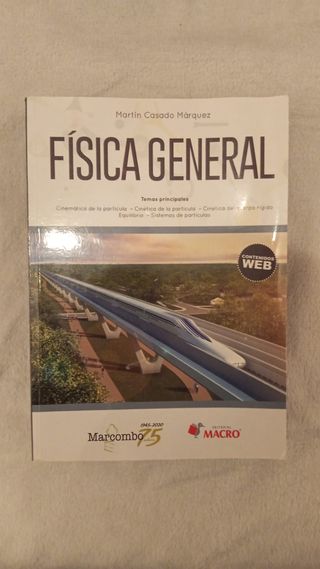 Martín Casado Márquez
FÍSICA GENERAL
Temas principales
Cinemática de la partícula – Cinética de la partícula – Cinética del cuerpo rígido
Equilibrio – Sistemas de partículas
CONTENIDOS
WEB
1945-2020
Marcombo 75
EDITORIAL
MACRO®